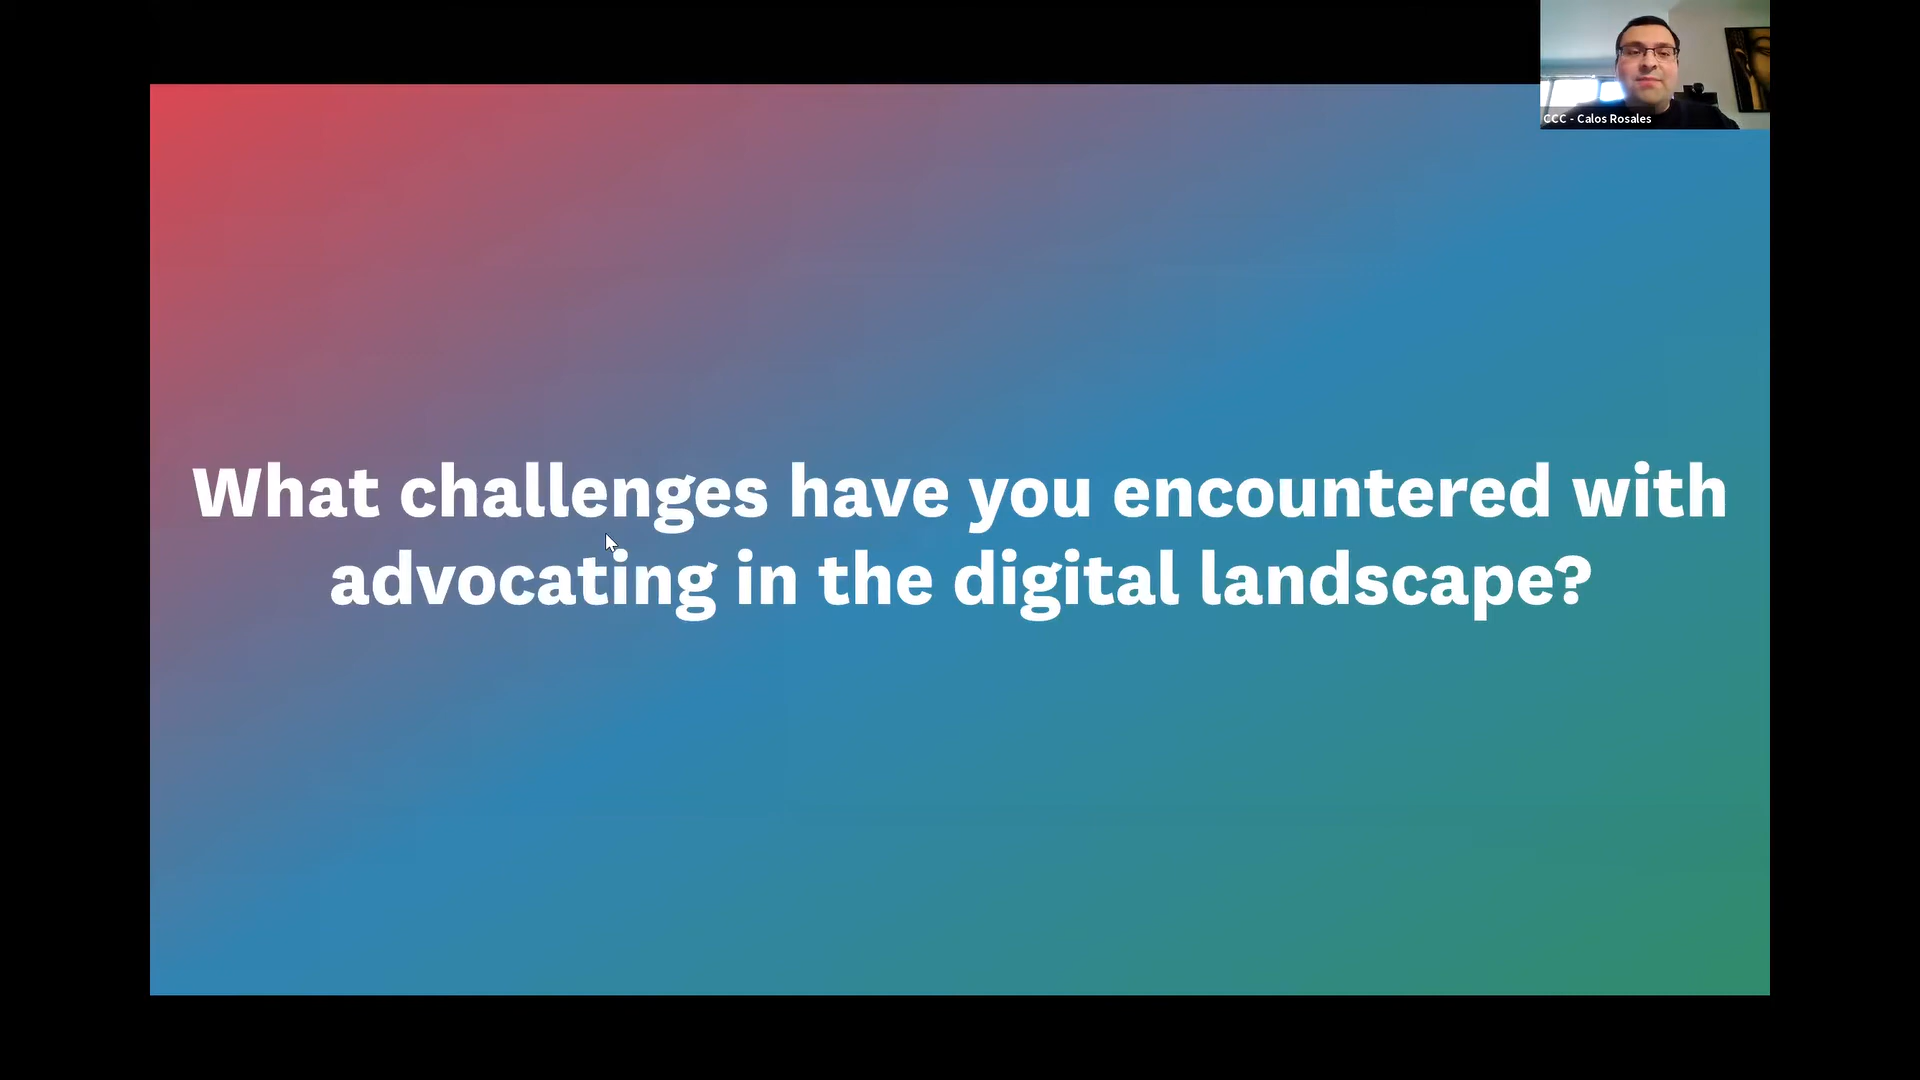 CCC - Calos Rosales
What challenges have you encountered with
advocating in the digital landscape?